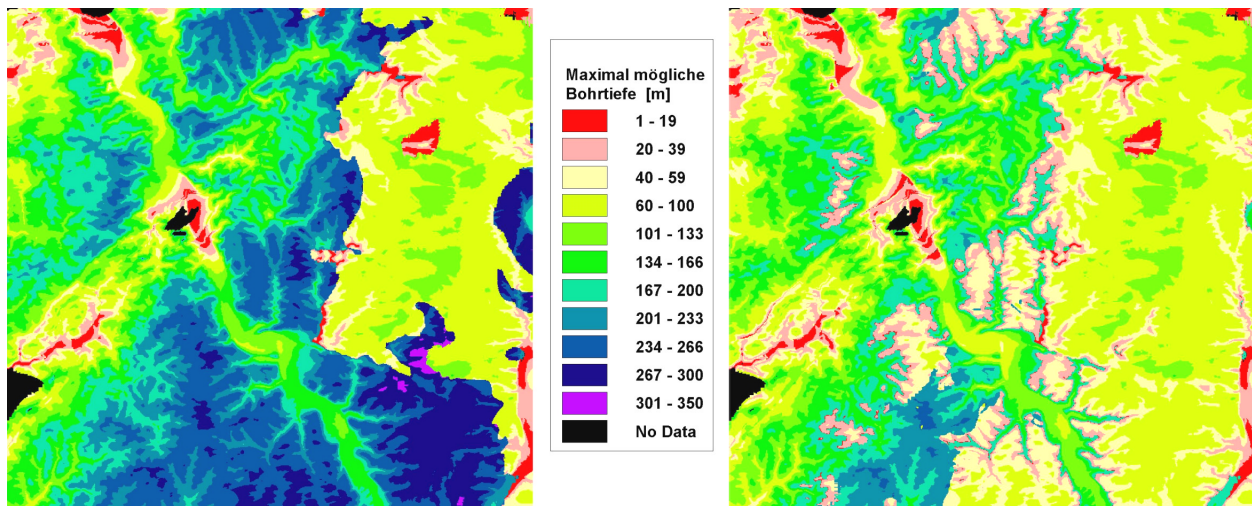 Maximal mögliche
Bohrtiefe [m]
1 - 19
20 - 39
40 - 59
60 - 100
101 - 133
134 - 166
167 - 200
201 - 233
234 - 266
267 - 300
301 - 350
No Data